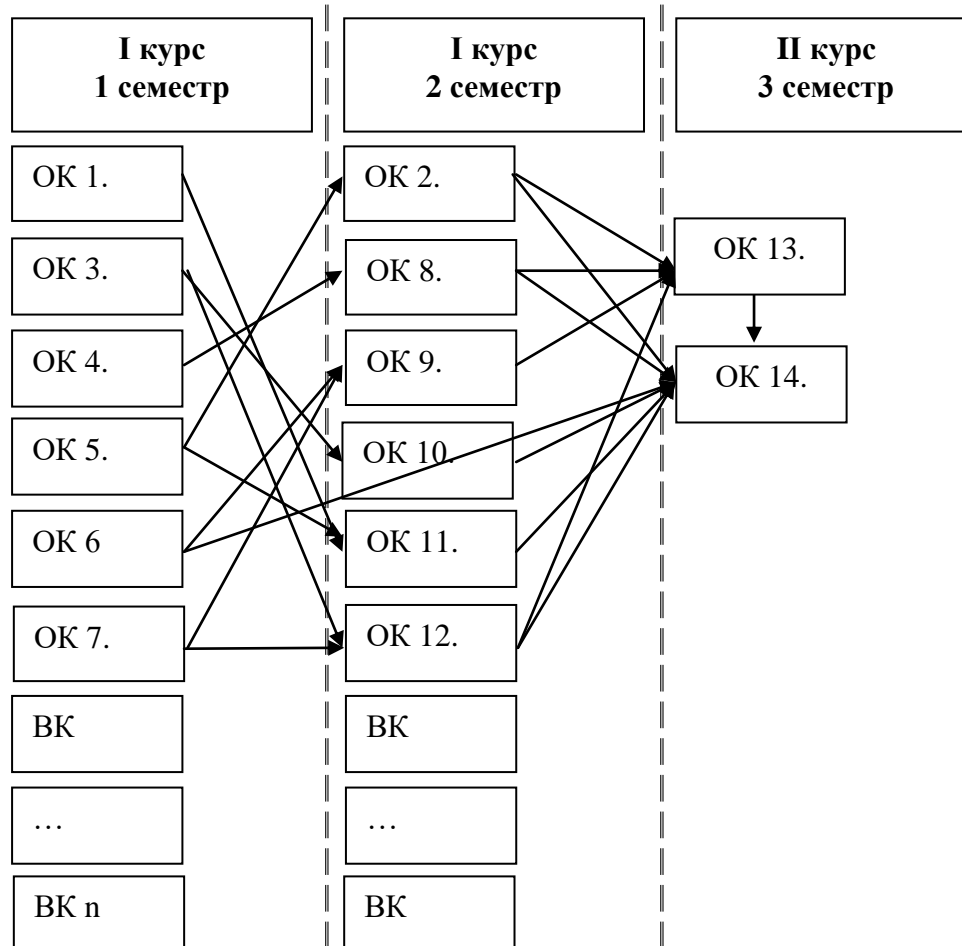 І курс
1 семестр
І курс
2 семестр
ІІ курс
3 семестр
ОК 1.
ОК 3.
ОК 4.
ОК 5.
ОК 6
ОК 7.
ВК
…
ВК n
ОК 2.
ОК 8.
ОК 9.
ОК 10.
ОК 11.
ОК 12.
ВК
…
ВК
ОК 13.
ОК 14.